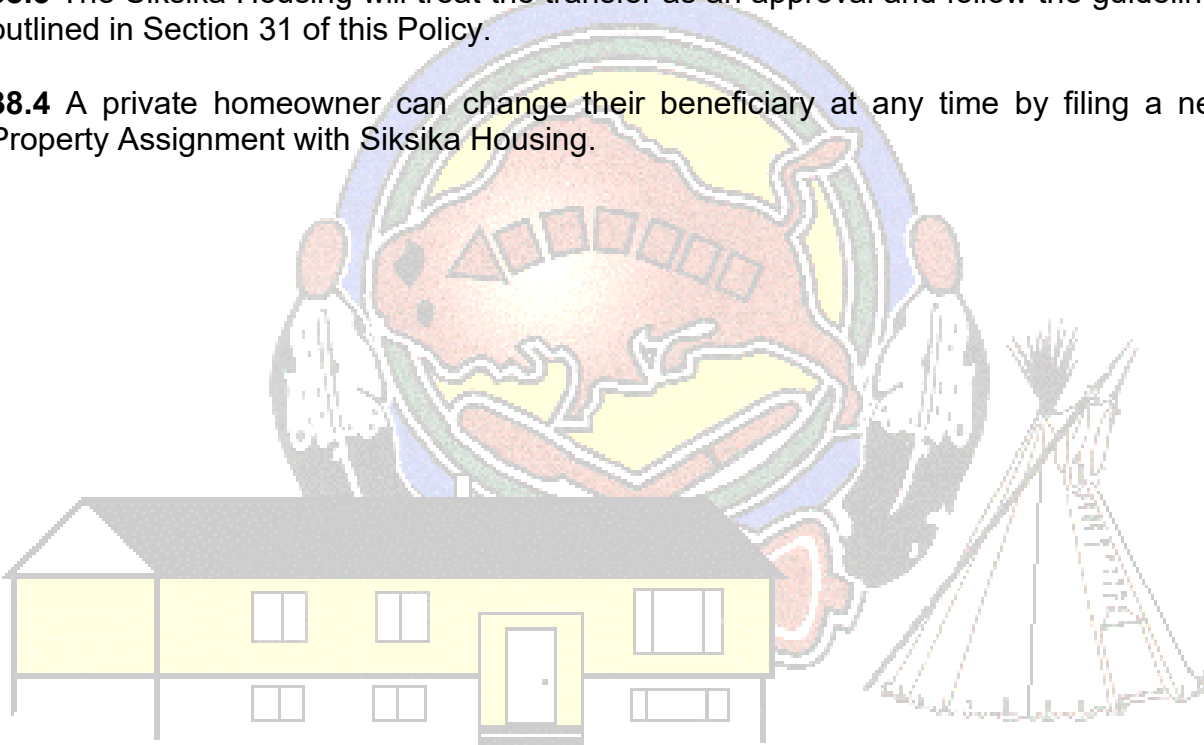 The Siksika Housing will treat the transfer as an approval and follow the
outlined in Section 31 of this Policy.
38.4 A private homeowner can change their beneficiary at any time by filing a
Property Assignment with Siksika Housing.